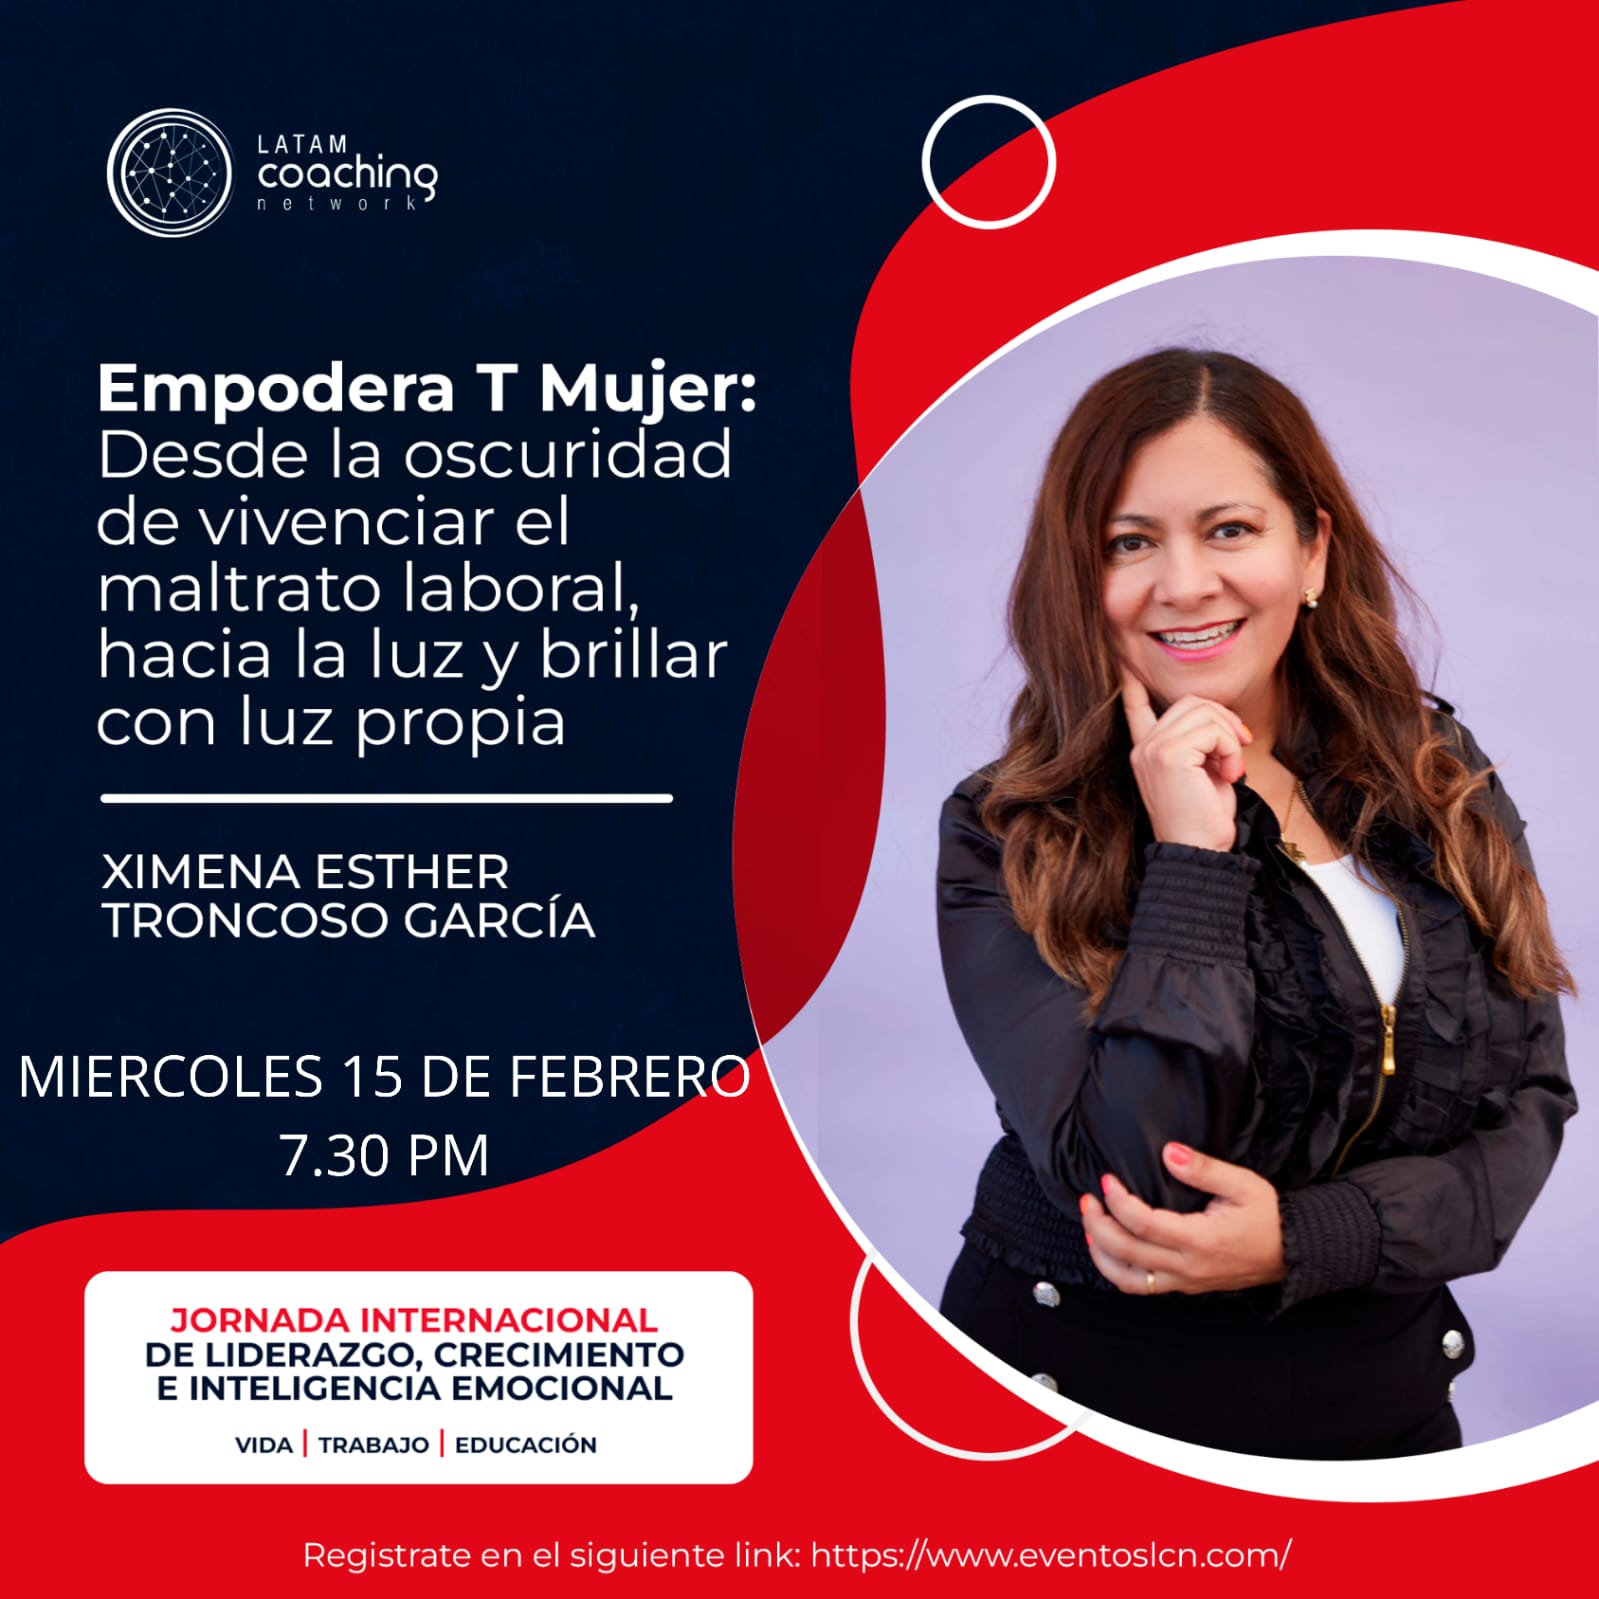 LATAM
coaching
network
Empodera T Mujer:
Desde la oscuridad
de vivenciar el
maltrato laboral,
hacia la luz y brillar
con luz propia
XIMENA ESTHER
TRONCOSO GARCÍA
MIERCOLES 15 DE FEBRERO
7.30 PM
JORNADA INTERNACIONAL
DE LIDERAZGO, CRECIMIENTO
E INTELIGENCIA EMOCIONAL
VIDA | TRABAJO | EDUCACIÓN
Registrate en el siguiente link: https://www.eventoslcn.com/